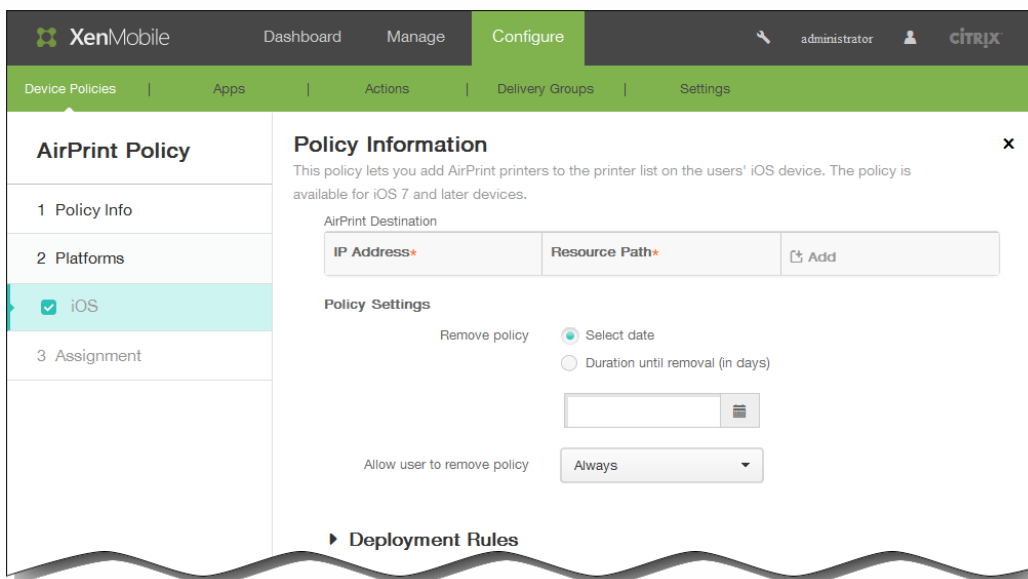 XenMobile Dashboard Manage Configure administrator CİTRIX
Device Policies | Apps | Actions | Delivery Groups | Settings
AirPrint Policy
1 Policy Info
2 Platforms
iOS
3 Assignment
Policy Information x
This policy lets you add AirPrint printers to the printer list on the users' iOS device. The policy is
available for iOS 7 and later devices.
AirPrint Destination
IP Address* Resource Path* Add
Policy Settings
Remove policy Select date
Duration until removal (in days)
Allow user to remove policy Always
Deployment Rules